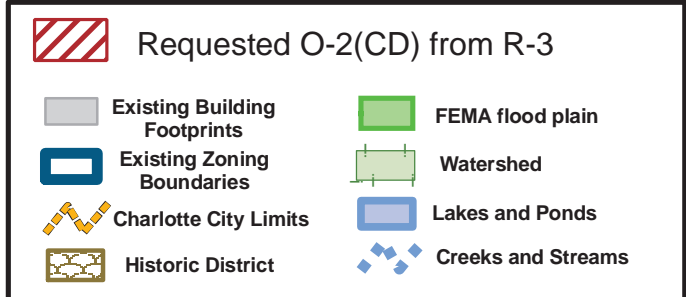 Requested O-2(CD) from R-3
Existing Building
Footprints
Existing Zoning
Boundaries
Charlotte City Limits
Historic District
FEMA flood plain
Watershed
Lakes and Ponds
Creeks and Streams